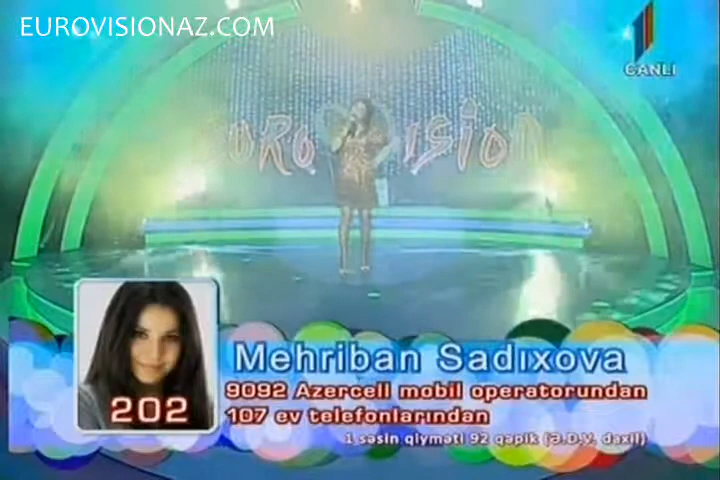 EUROVISIONAZ.COM
CANLI
EUROVISION
Mehriban Sadıxova
202
9092 Azercell mobil operatorundan
107 ev telefonlarından
1 səsin qiyməti 92 qəpik (Ə.D.V. daxil)